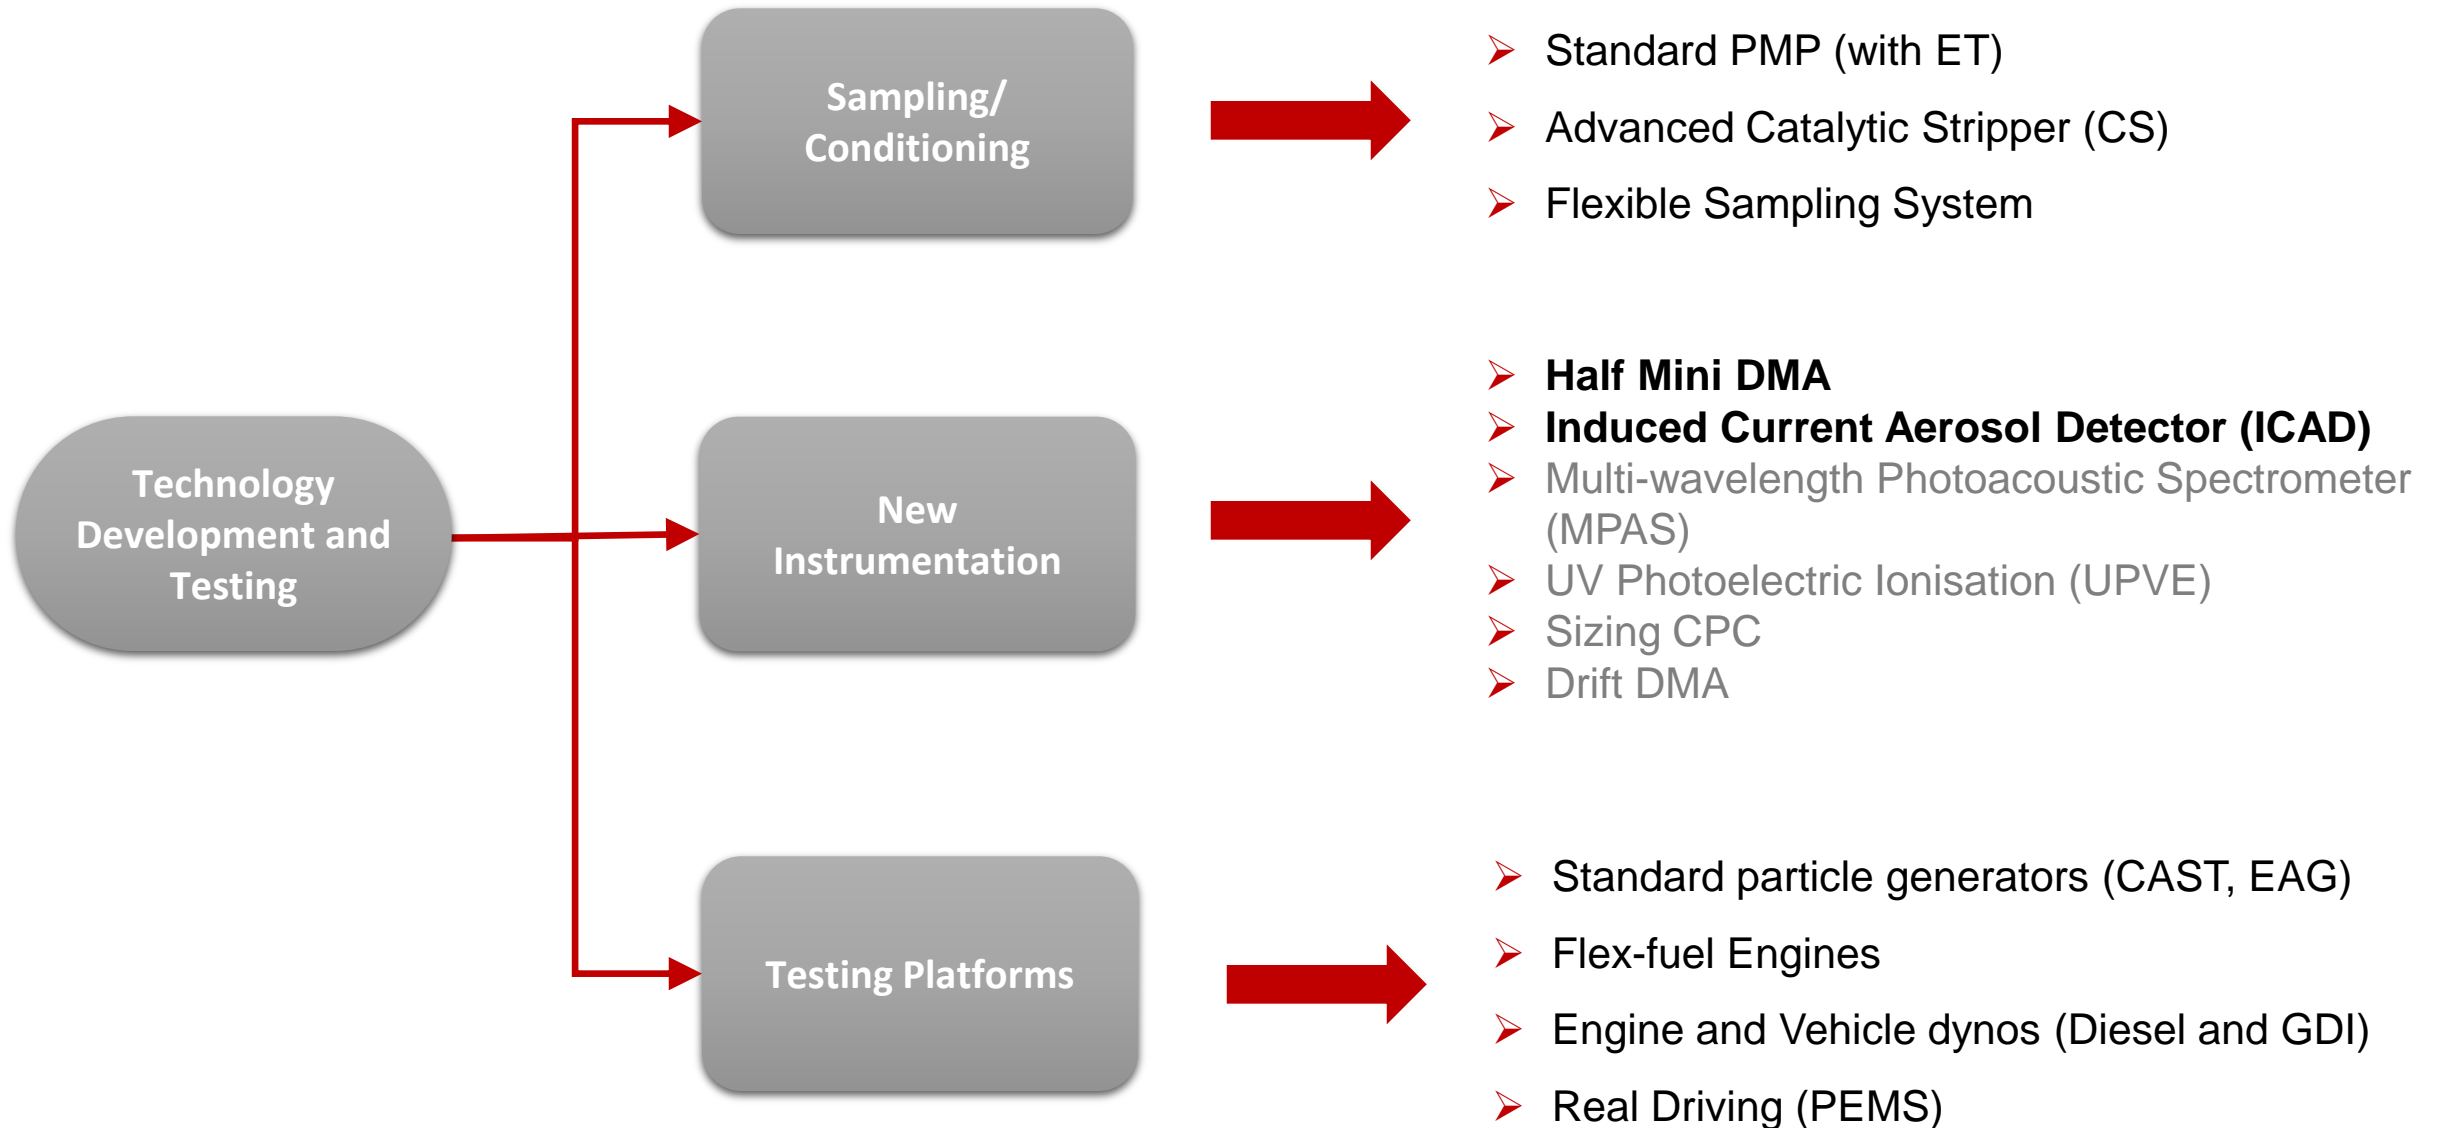 Technology
Development and
Testing
Sampling/
Conditioning
Standard PMP (with ET)
Advanced Catalytic Stripper (CS)
Flexible Sampling System
New
Instrumentation
Half Mini DMA
Induced Current Aerosol Detector (ICAD)
Multi-wavelength Photoacoustic Spectrometer
(MPAS)
UV Photoelectric Ionisation (UPVE)
Sizing CPC
Drift DMA
Testing Platforms
Standard particle generators (CAST, EAG)
Flex-fuel Engines
Engine and Vehicle dynos (Diesel and GDI)
Real Driving (PEMS)